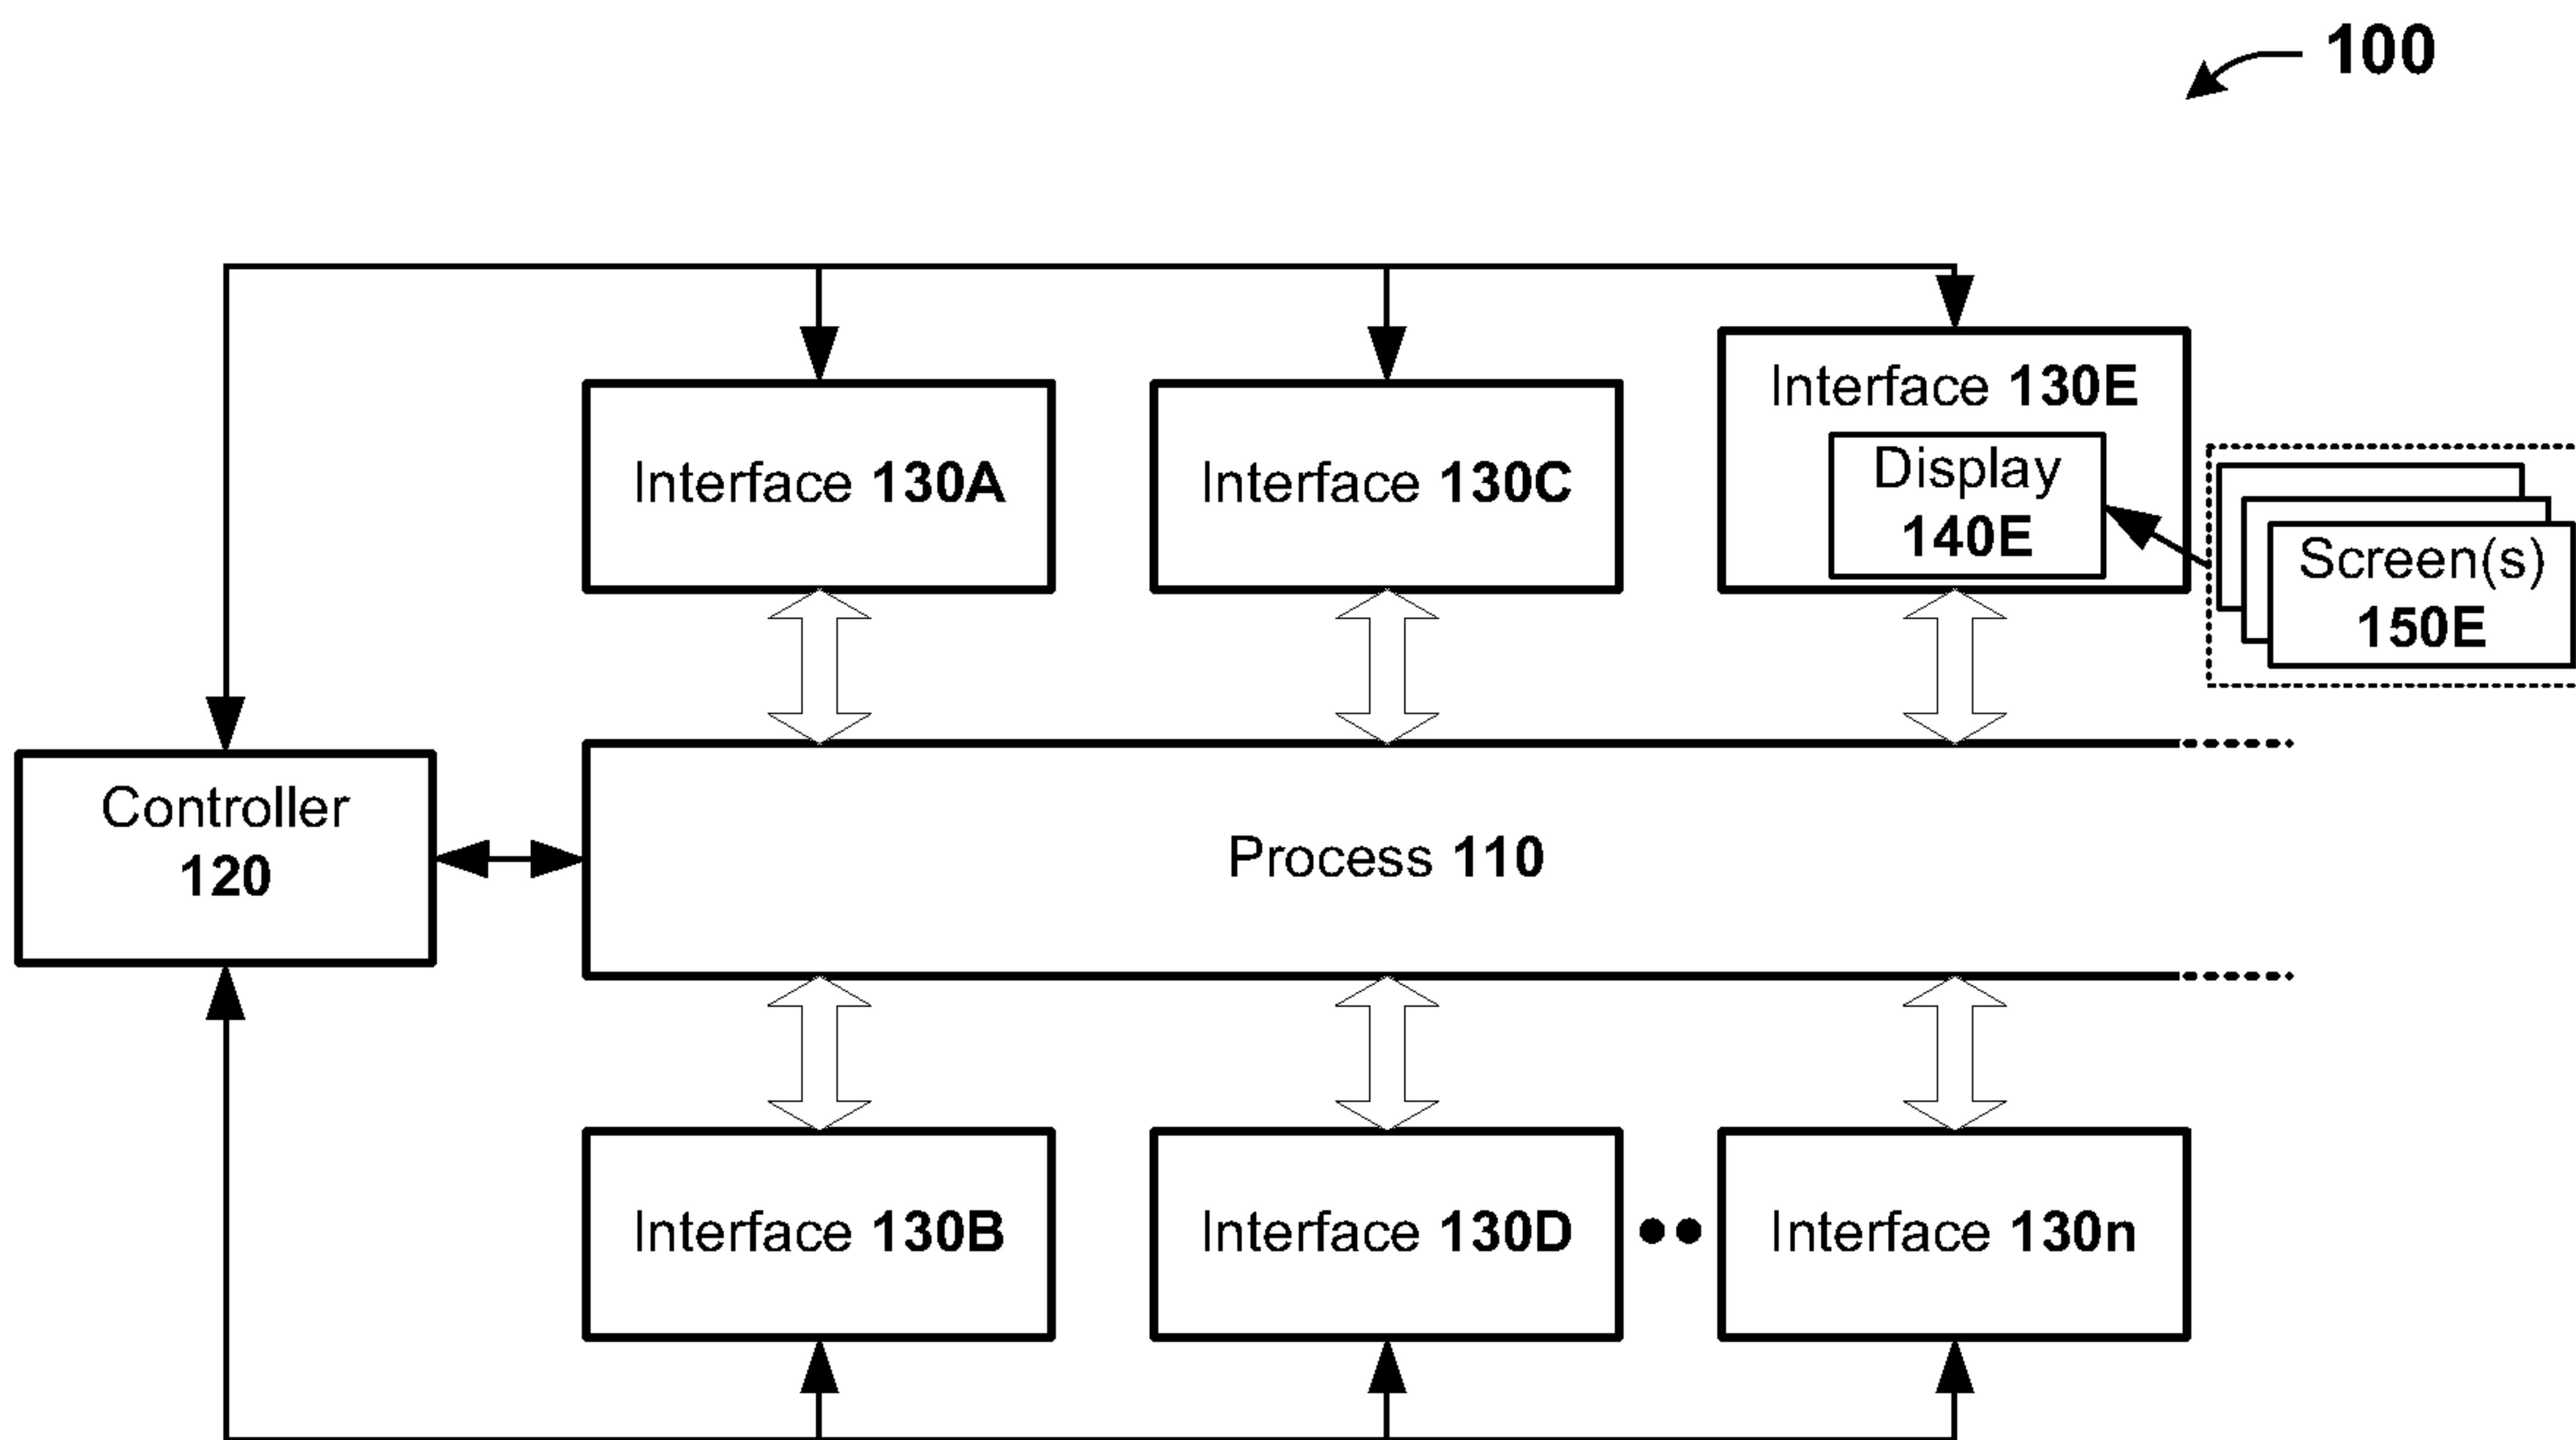 100
Interface 130A
Interface 130C
Interface 130E
Display
140E
Screen(s)
150E
Controller
120
Process 110
Interface 130B
Interface 130D
Interface 130n